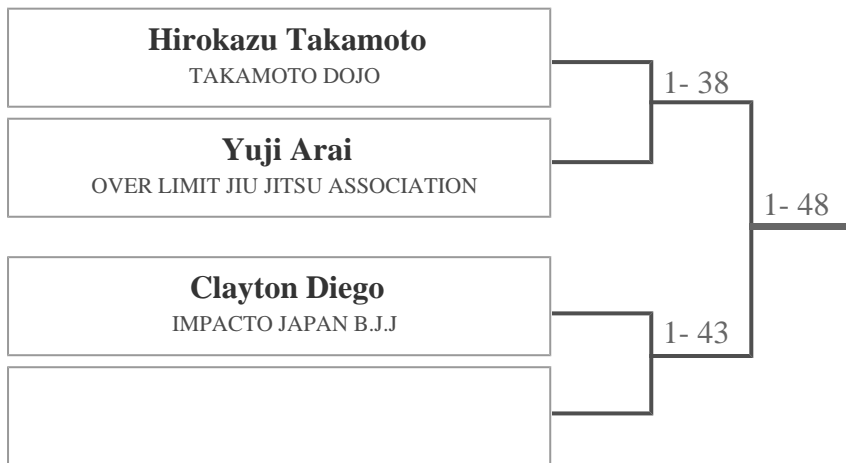 Hirokazu Takamoto
TAKAMOTO DOJO
1- 38
Yuji Arai
OVER LIMIT JIU JITSU ASSOCIATION
1- 48
Clayton Diego
IMPACTO JAPAN B.J.J
1- 43